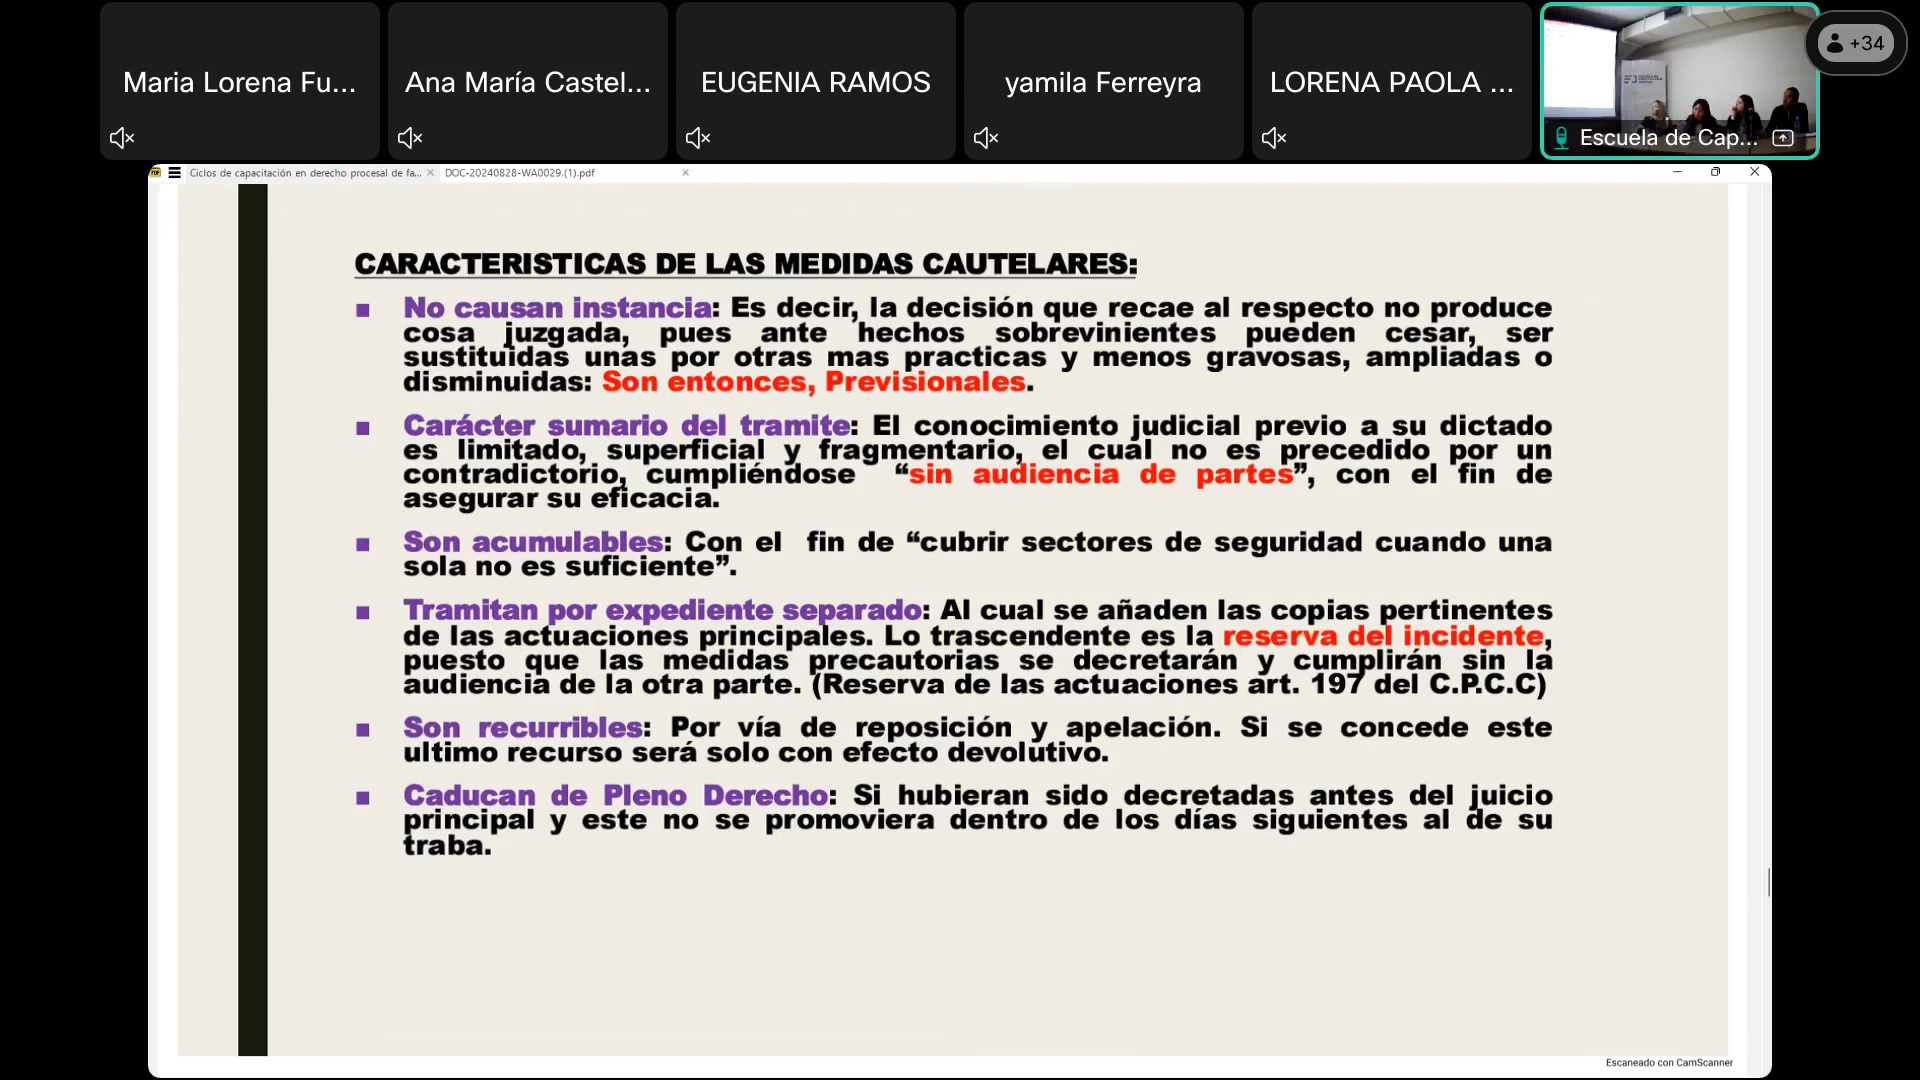 Maria Lorena Fu...
Ana María Castel...
EUGENIA RAMOS
yamila Ferreyra
LORENA PAOLA ...
Escuela de Cap...
+34
Ciclos de capacitación en derecho procesal de fa...
DOC-20240828-WA0029.(1).pdf
CARACTERISTICAS DE LAS MEDIDAS CAUTELARES:
No causan instancia: Es decir, la decisión que recae al respecto no produce
cosa juzgada, pues ante hechos sobrevinientes pueden cesar, ser
sustituidas unas por otras mas practicas y menos gravosas, ampliadas o
disminuidas: Son entonces, Previsionales.
Carácter sumario del tramite: El conocimiento judicial previo a su dictado
es limitado, superficial y fragmentario, el cual no es precedido por un
contradictorio, cumpliéndose “sin audiencia de partes”, con el fin de
asegurar su eficacia.
Son acumulables: Con el fin de “cubrir sectores de seguridad cuando una
sola no es suficiente”.
Tramitan por expediente separado: Al cual se añaden las copias pertinentes
de las actuaciones principales. Lo trascendente es la reserva del incidente,
puesto que las medidas precautorias se decretarán y cumplirán sin la
audiencia de la otra parte. (Reserva de las actuaciones art. 197 del C.P.C.C)
Son recurribles: Por vía de reposición y apelación. Si se concede este
ultimo recurso será solo con efecto devolutivo.
Caducan de Pleno Derecho: Si hubieran sido decretadas antes del juicio
principal y este no se promoviera dentro de los días siguientes al de su
traba.
Escaneado con CamScanner